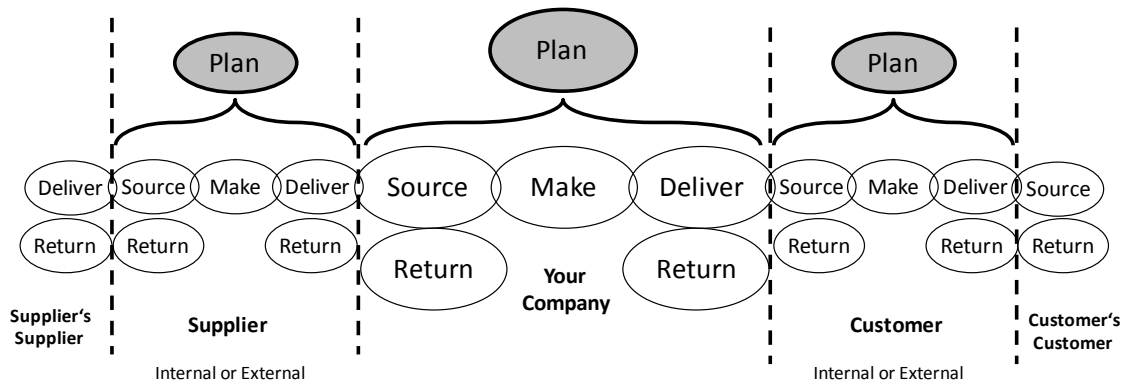 Plan
Plan
Plan
Deliver Source Make Deliver Source Make Deliver Source Make Deliver Source
Return Return Return Return Return Return Return Return
Your
Company
Supplier‘s
Supplier
Supplier
Customer
Customer‘s
Customer
Internal or External
Internal or External